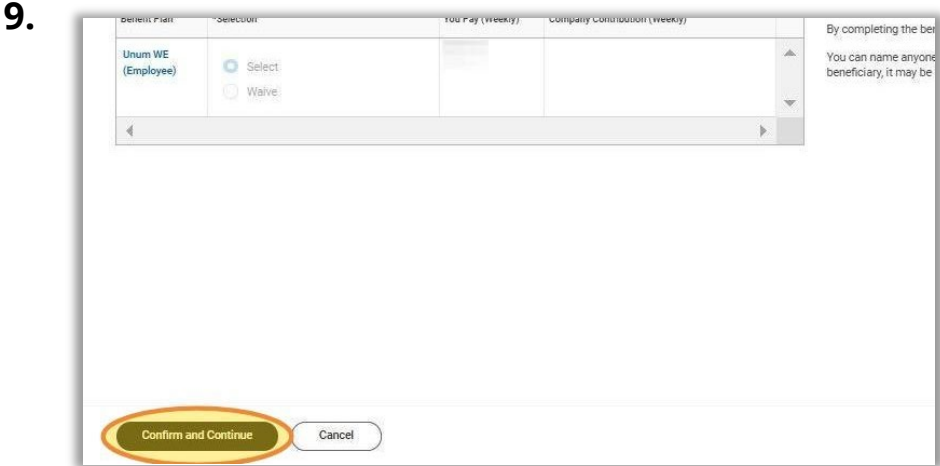 9.
Benefit Plan *Selection You Pay (Weekly) Company Contribution (Weekly)
By completing the ber
Unum WE
(Employee)
Select
Waive
You can name anyone
beneficiary, it may be
Confirm and Continue Cancel